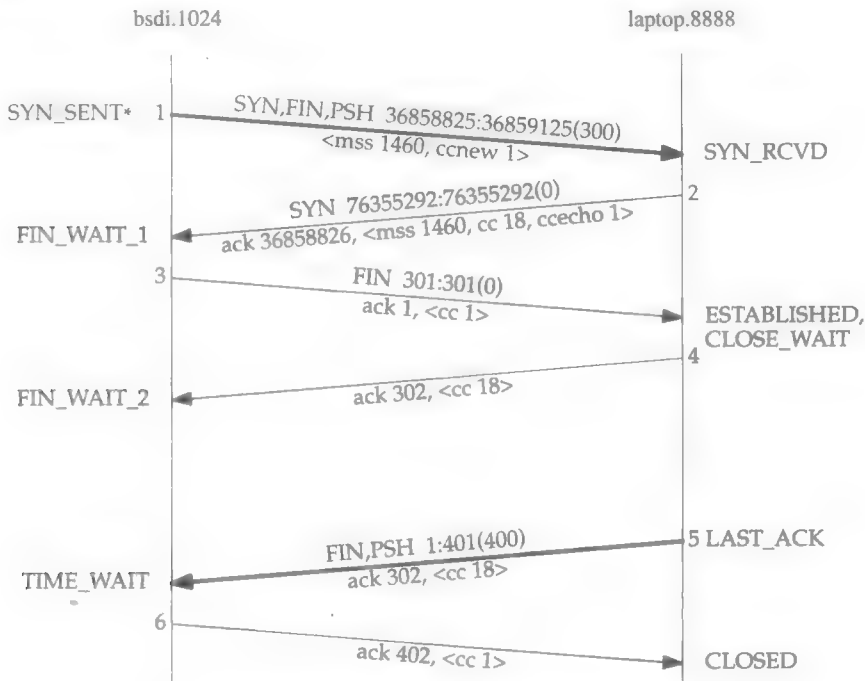 bsdi.1024 laptop.8888
SYN_SENT* 1 SYN,FIN,PSH 36858825:36859125(300)
<mss 1460, ccnew 1>
SYN_RCVD
SYN 76355292:76355292(0) 2
FIN_WAIT_1 ack 36858826, <mss 1460, cc 18, ccecho 1>
3 FIN 301:301(0)
ack 1, <cc 1> ESTABLISHED,
CLOSE_WAIT
4
FIN_WAIT_2 ack 302, <cc 18>
FIN,PSH 1:401(400) 5 LAST_ACK
TIME_WAIT ack 302, <cc 18>
6
ack 402, <cc 1> CLOSED